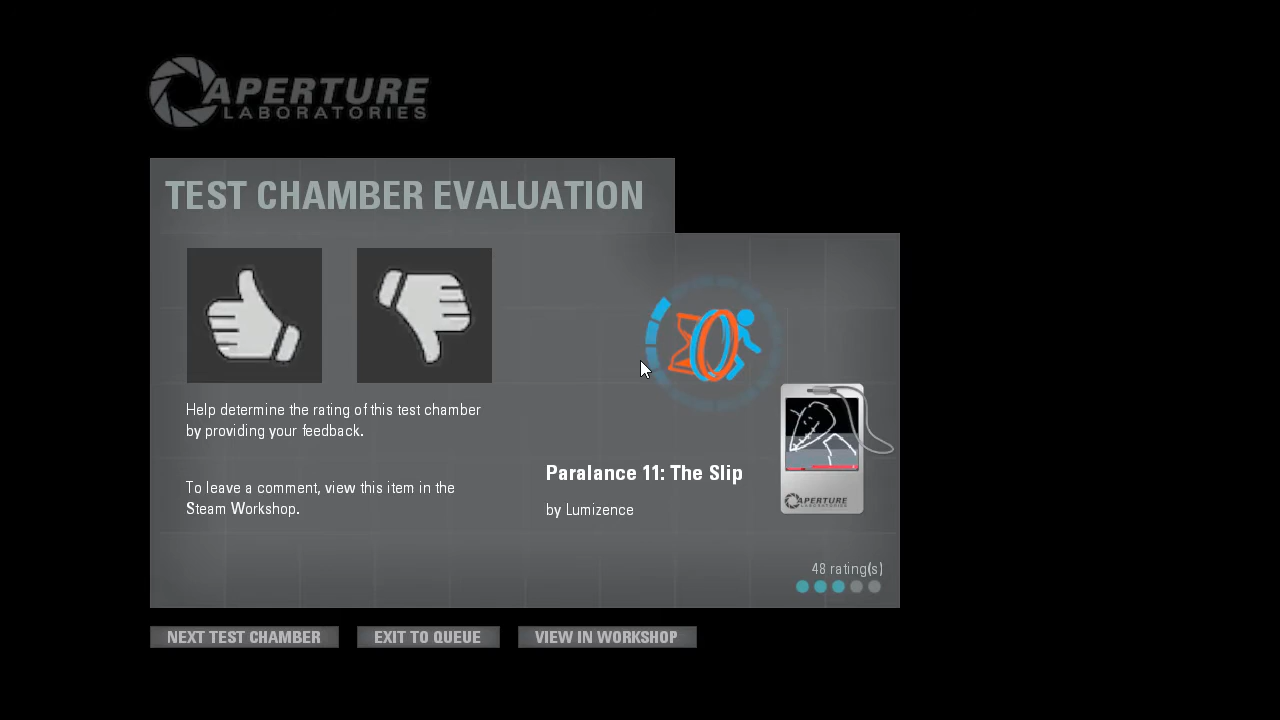 APERTURE
LABORATORIES
TEST CHAMBER EVALUATION
Help determine the rating of this test chamber
by providing your feedback.
To leave a comment, view this item in the
Steam Workshop.
Paralance 11: The Slip
by Lumizence
APERTURE
LABORATORIES
48 rating(s)
NEXT TEST CHAMBER
EXIT TO QUEUE
VIEW IN WORKSHOP